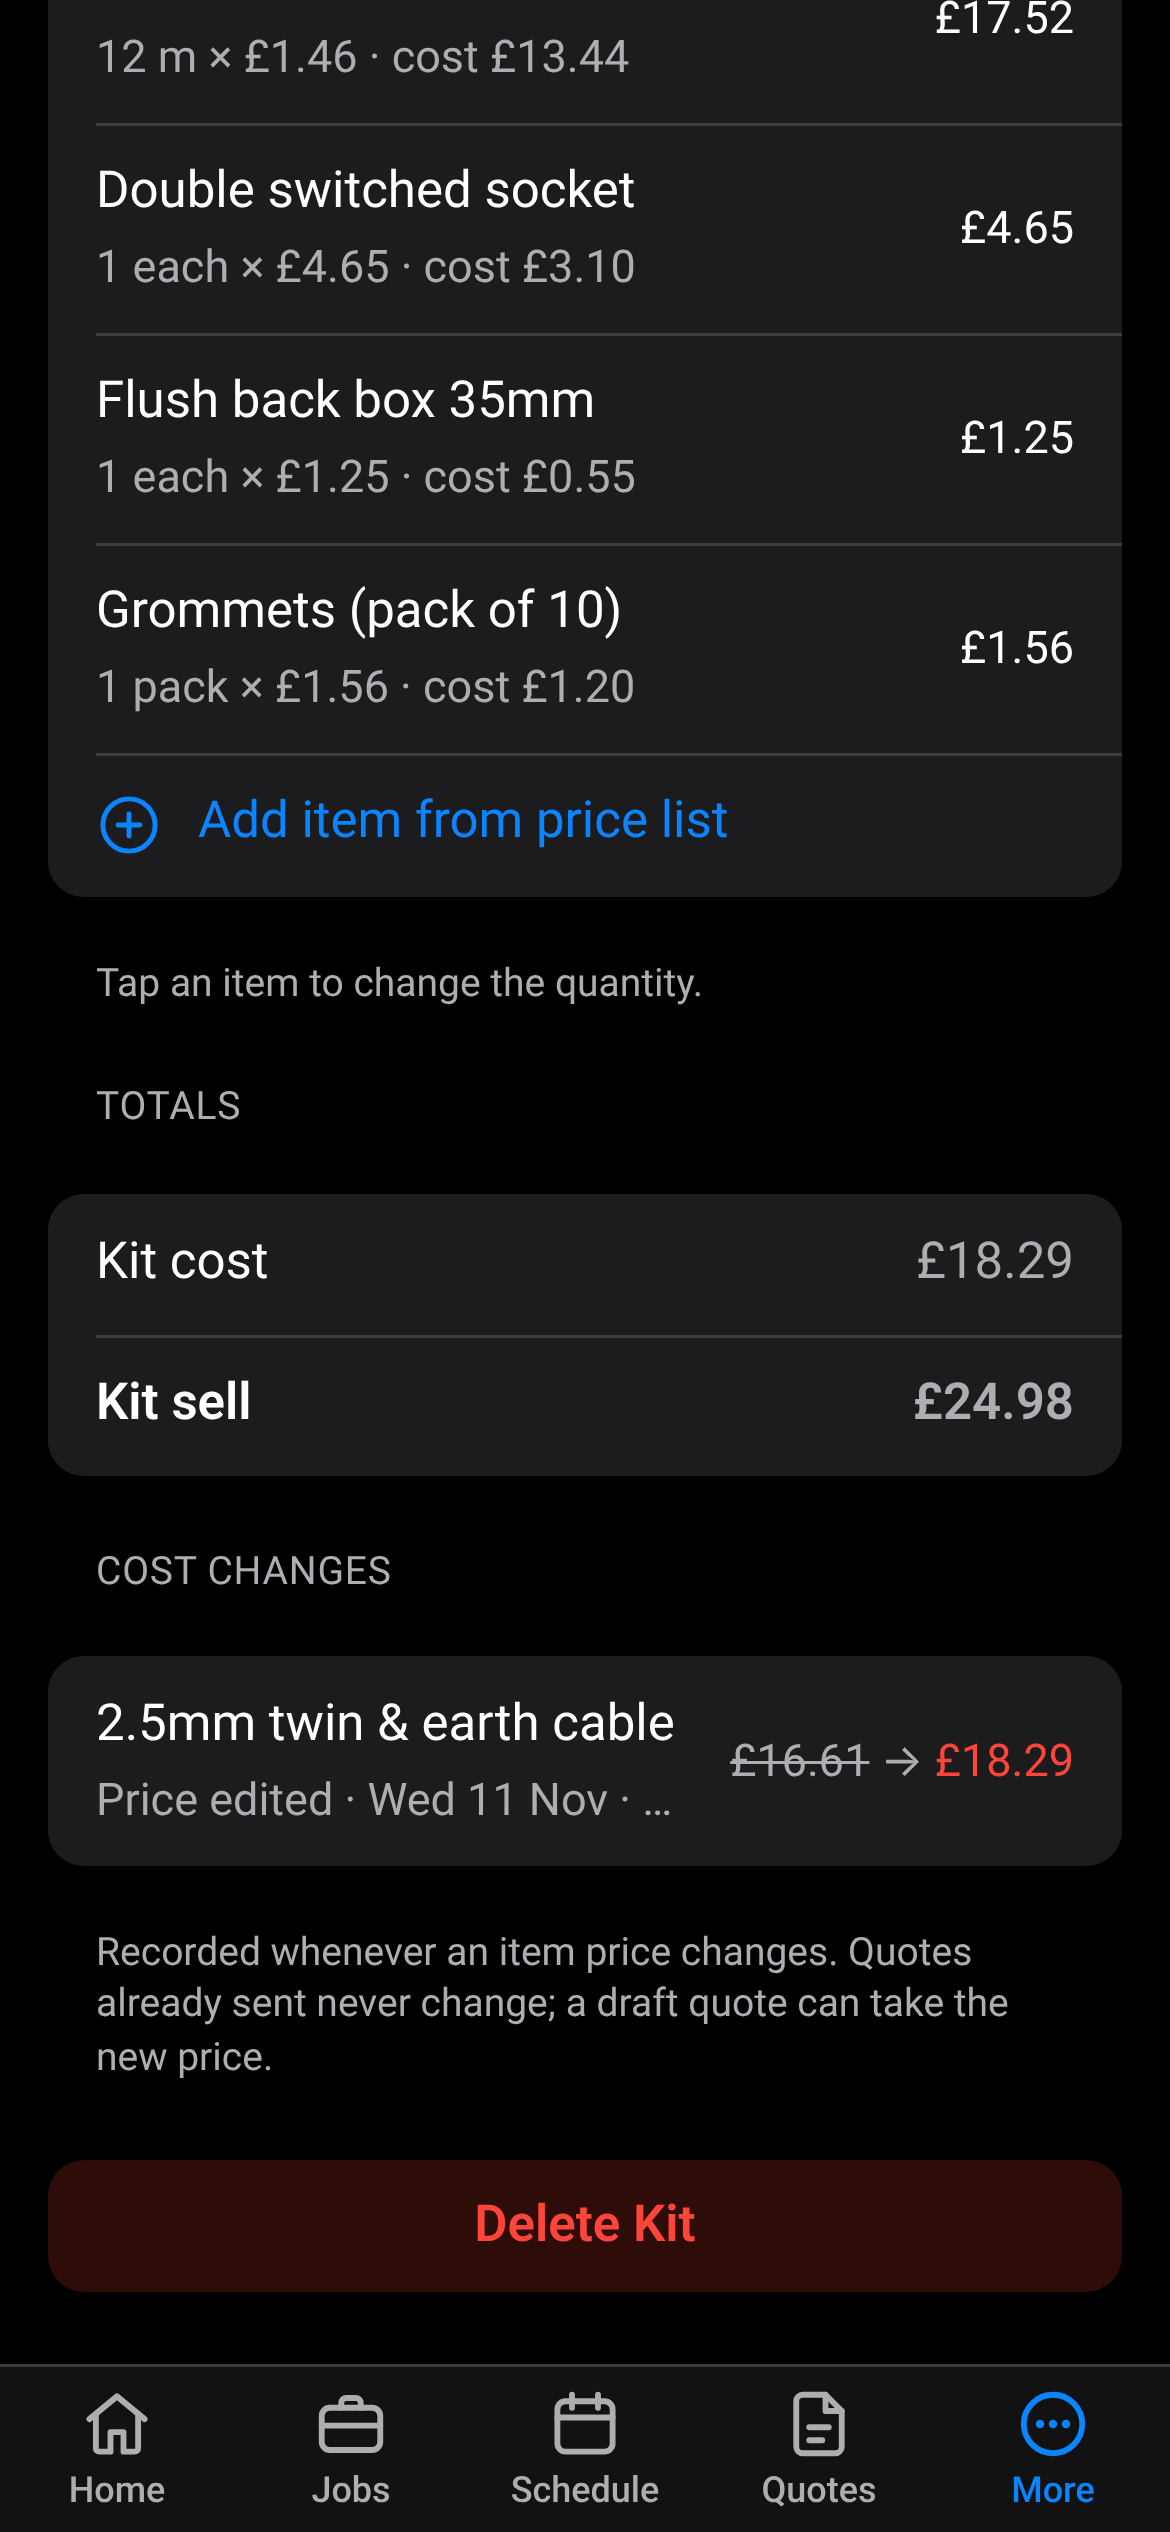 £17.52
12 m × £1.46 · cost £13.44
Double switched socket
£4.65
1 each × £4.65 · cost £3.10
Flush back box 35mm
£1.25
1 each × £1.25 · cost £0.55
Grommets (pack of 10)
£1.56
1 pack × £1.56 · cost £1.20
Add item from price list
Tap an item to change the quantity.
TOTALS
Kit cost £18.29
Kit sell £24.98
COST CHANGES
2.5mm twin & earth cable
£16.61 → £18.29
Price edited · Wed 11 Nov · …
Recorded whenever an item price changes. Quotes
already sent never change; a draft quote can take the
new price.
Delete Kit
Home Jobs Schedule Quotes More